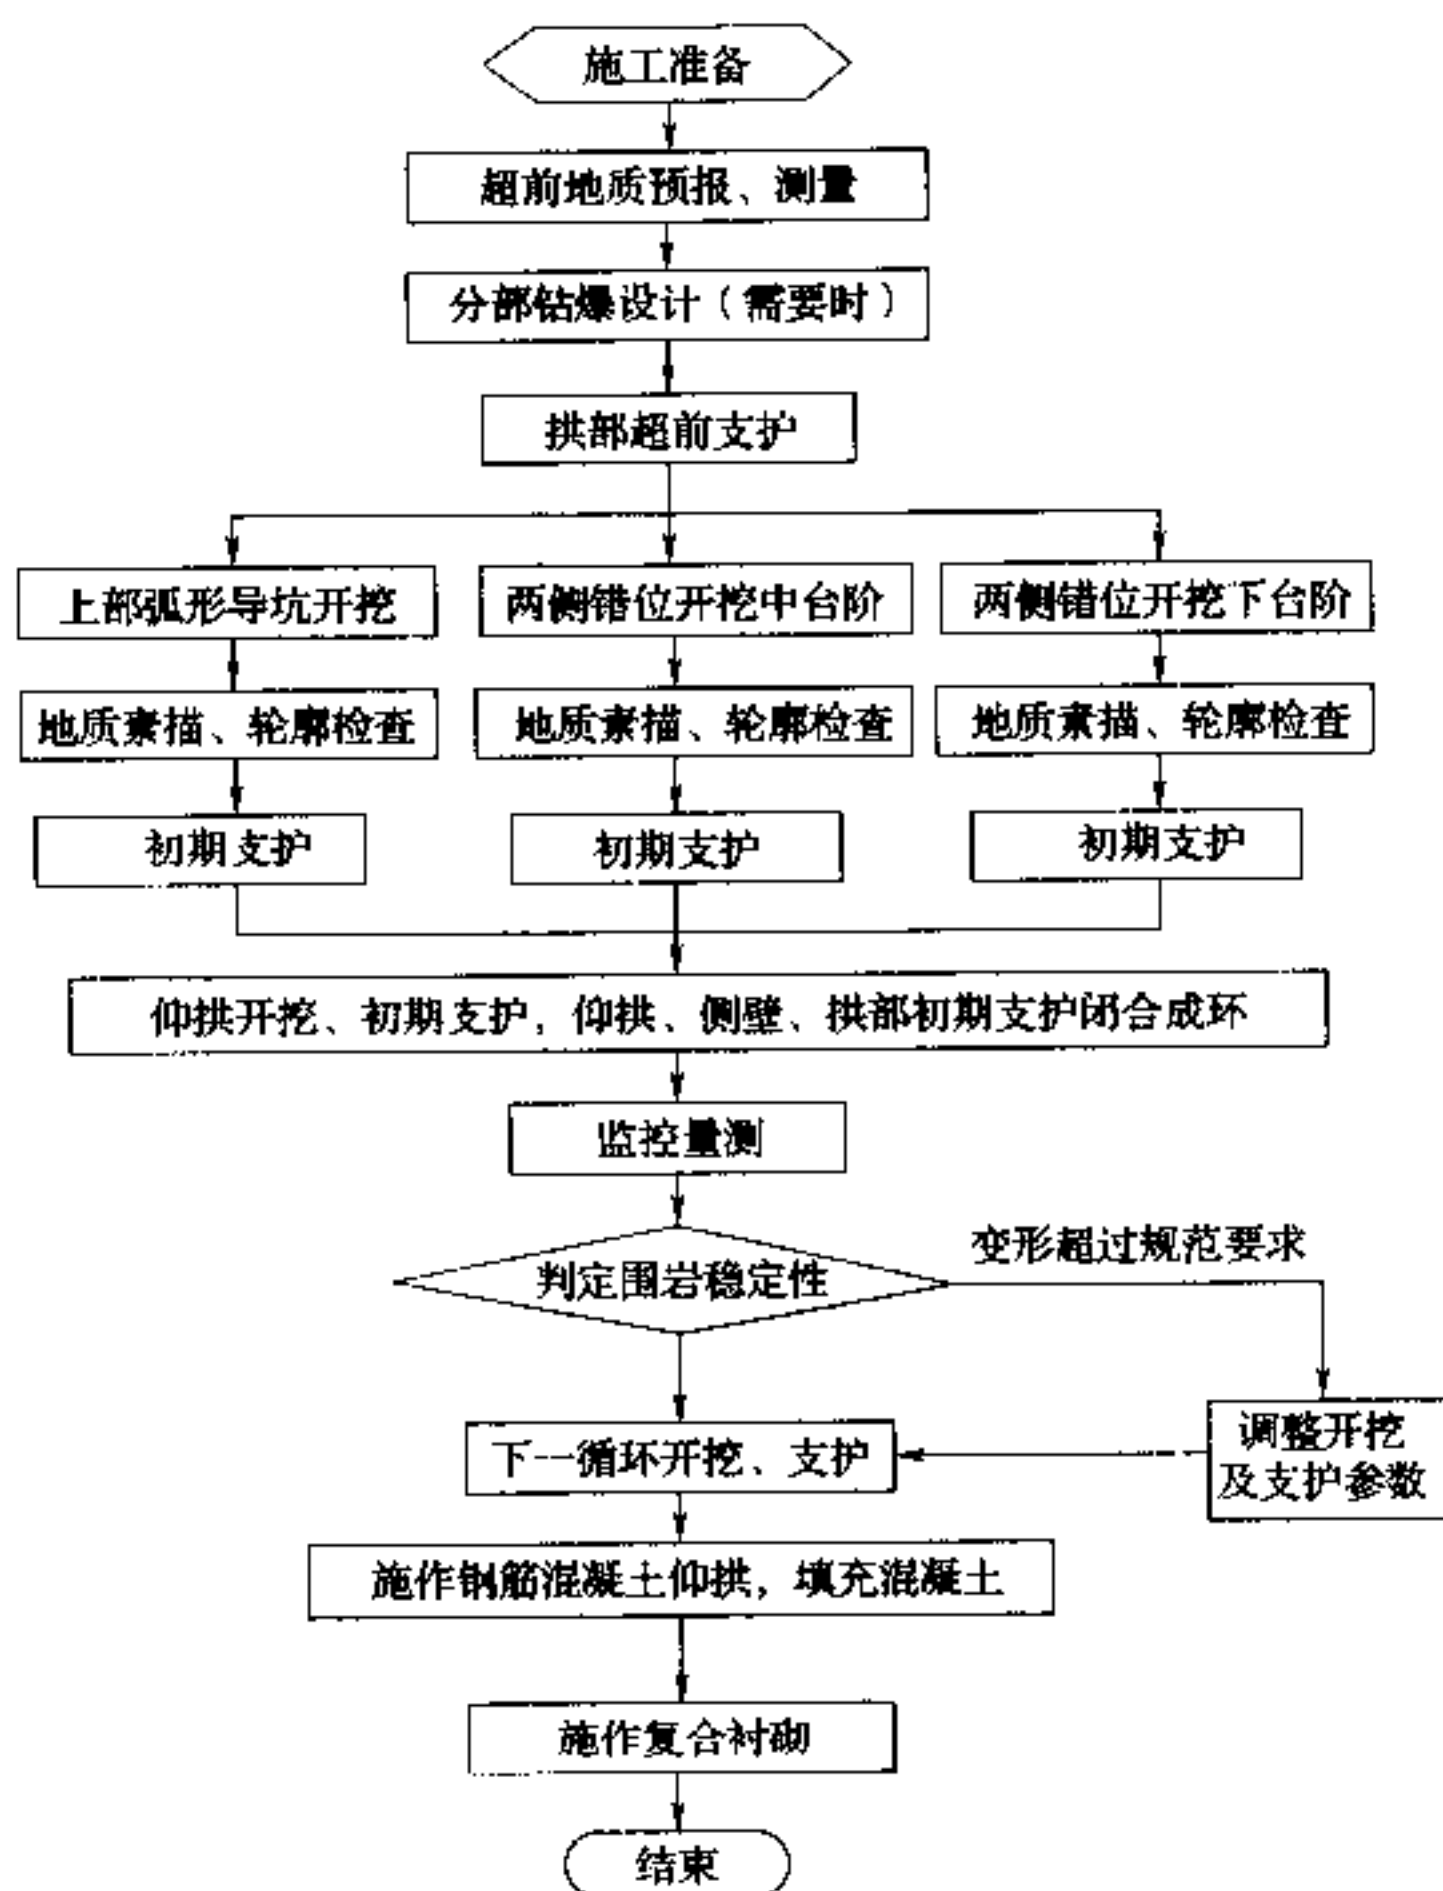 施工准备
超前地质预报、测量
分部钻爆设计（需要时）
拱部超前支护
上部弧形导坑开挖
两侧错位开挖中台阶
两侧错位开挖下台阶
地质素描、轮廓检查
地质素描、轮廓检查
地质素描、轮廓检查
初期支护
初期支护
初期支护
仰拱开挖、初期支护，仰拱、侧壁、拱部初期支护闭合成环
监控量测
变形超过规范要求
判定围岩稳定性
调整开挖
及支护参数
下一循环开挖、支护
施作钢筋混凝土仰拱，填充混凝土
施作复合衬砌
结束